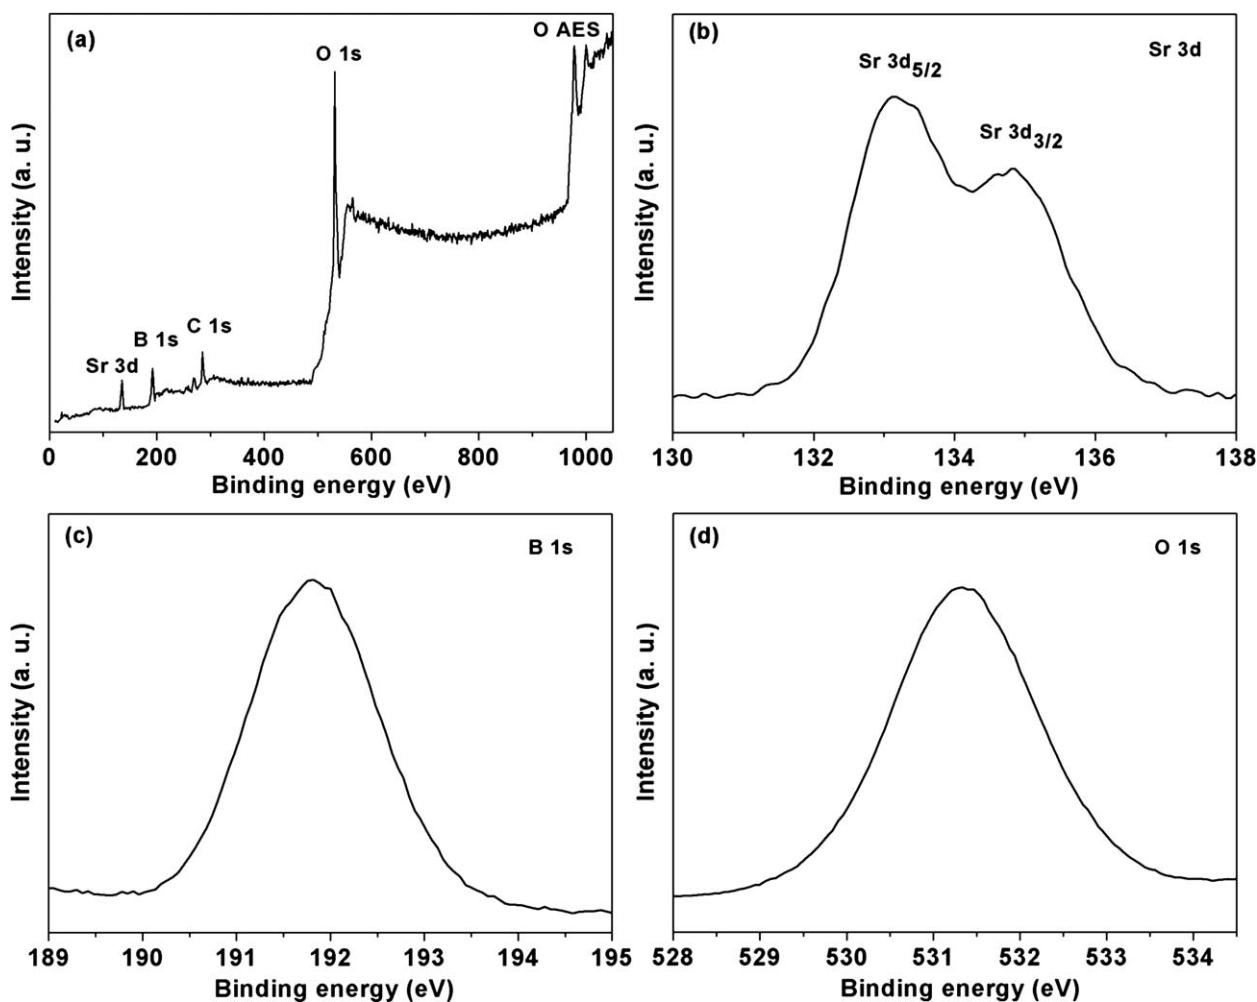 (a)
O 1s
O AES
Sr 3d
B 1s
C 1s
Intensity (a. u.)
0 200 400 600 800 1000
Binding energy (eV)
(b)
Sr 3d
Sr 3d5/2
Sr 3d3/2
Intensity (a. u.)
130 132 134 136 138
Binding energy (eV)
(c)
B 1s
Intensity (a. u.)
189 190 191 192 193 194 195
Binding energy (eV)
(d)
O 1s
Intensity (a. u.)
528 529 530 531 532 533 534
Binding energy (eV)